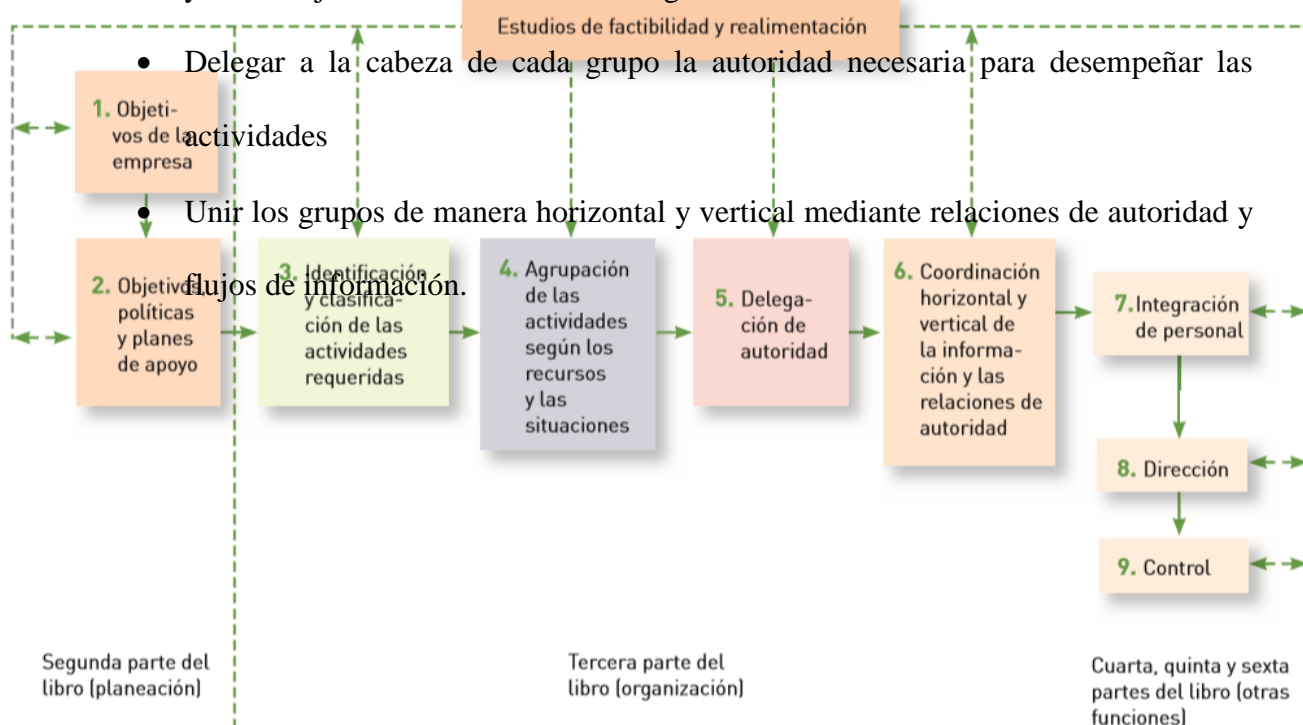 Estudios de factibilidad y realimentación
• Delegar a la cabeza de cada grupo la autoridad necesaria para desempeñar las
actividades
• Unir los grupos de manera horizontal y vertical mediante relaciones de autoridad y
flujos de información.
1. Objeti-
vos de la
empresa
2. Objetivos,
políticas
y planes
de apoyo
3. Identificación
y clasifica-
ción de las
actividades
requeridas
4. Agrupación
de las
actividades
según los
recursos
y las
situaciones
5. Delega-
ción de
autoridad
6. Coordinación
horizontal y
vertical de
la informa-
ción y las
relaciones de
autoridad
7. Integración
de personal
8. Dirección
9. Control
Segunda parte del
libro (planeación)
Tercera parte del
libro (organización)
Cuarta, quinta y sexta
partes del libro (otras
funciones)